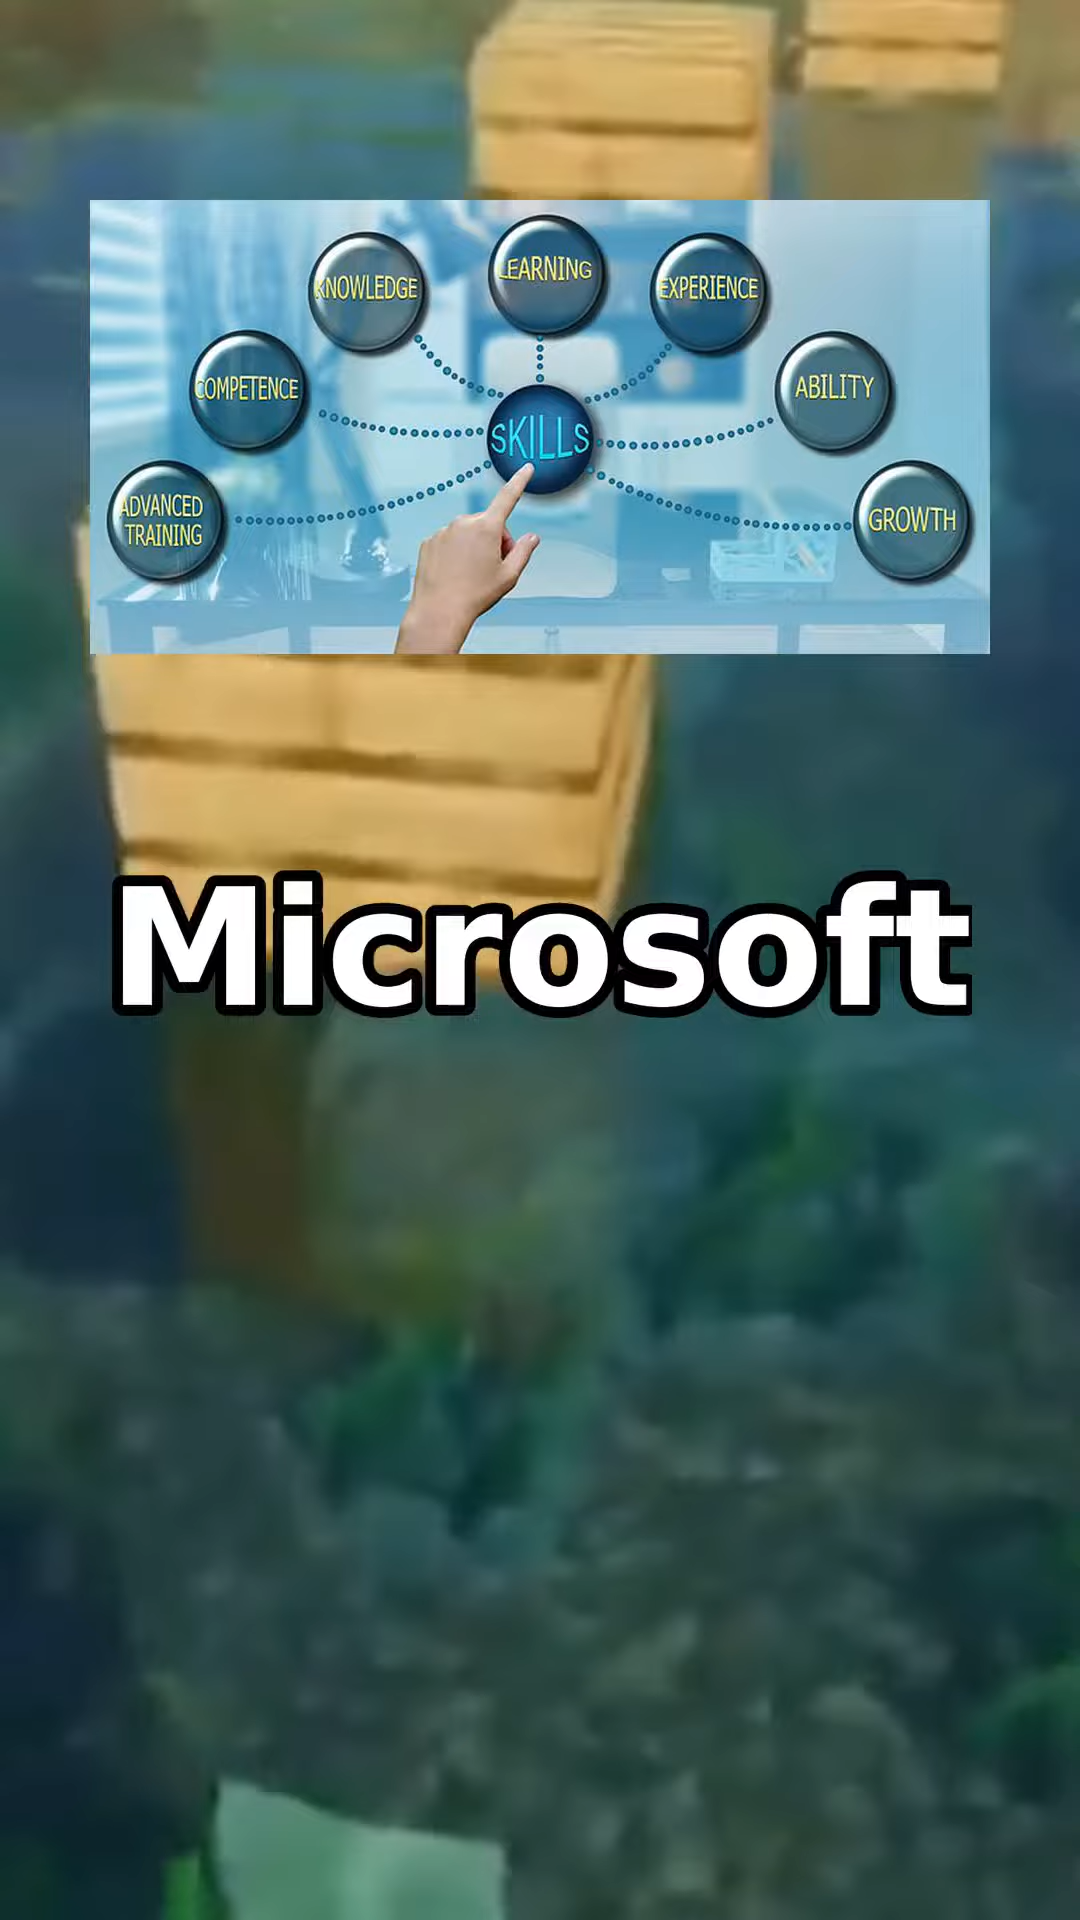 LEARNING
KNOWLEDGE
EXPERIENCE
COMPETENCE
ABILITY
SKILLS
ADVANCED
TRAINING
GROWTH
Microsoft